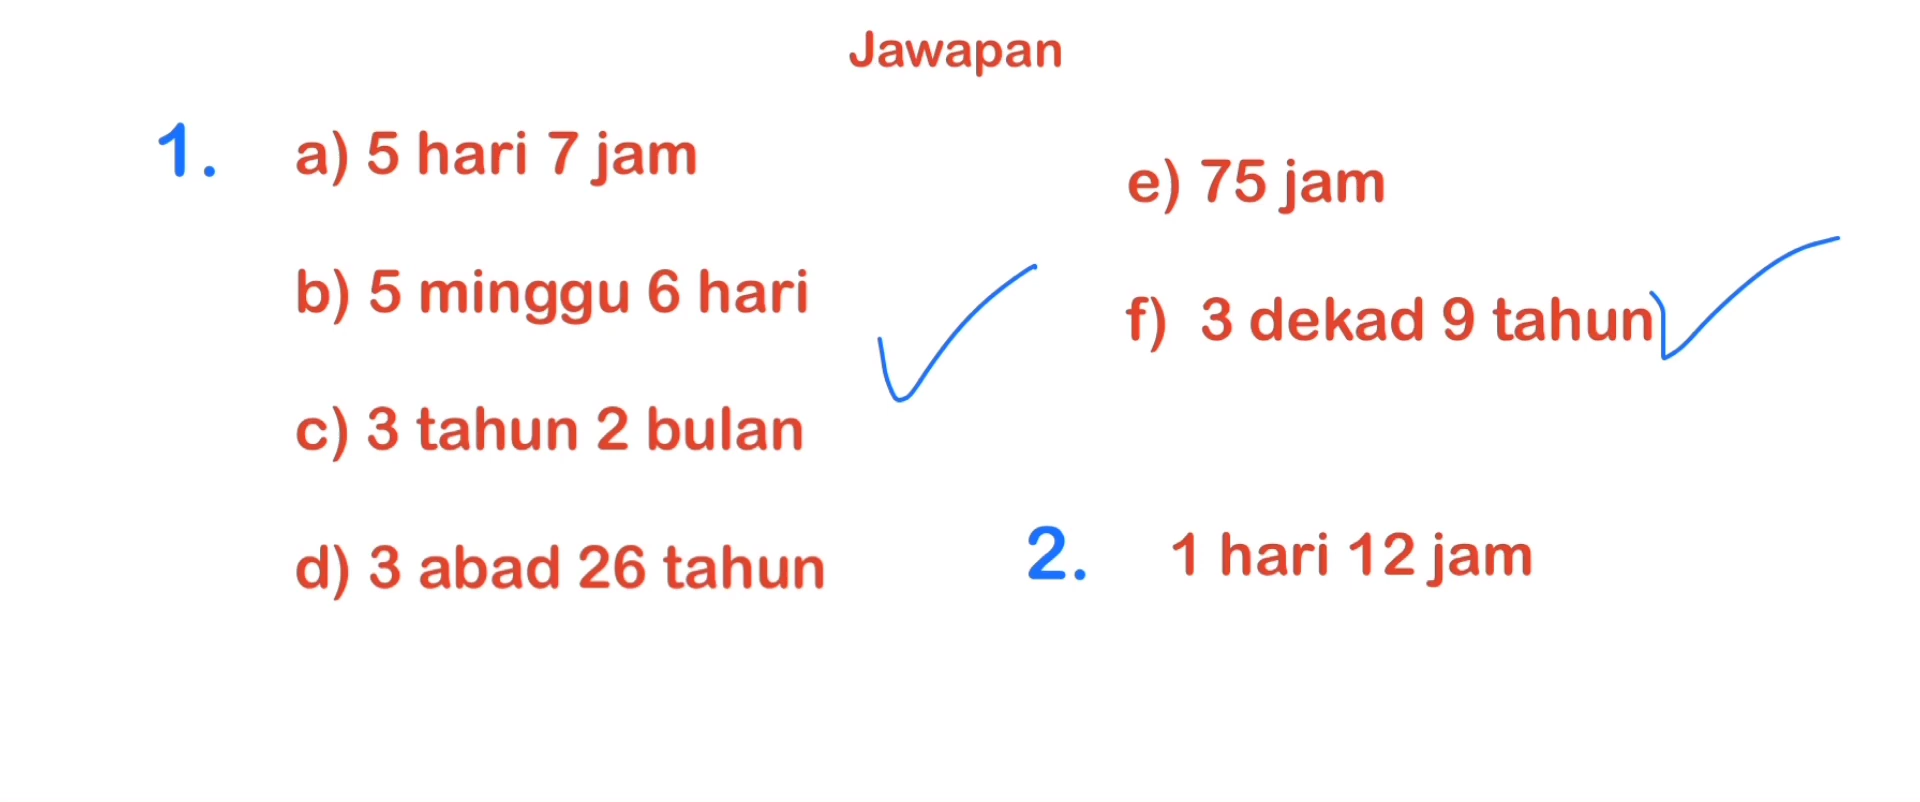 Jawapan
1. a) 5 hari 7 jam
b) 5 minggu 6 hari
c) 3 tahun 2 bulan
d) 3 abad 26 tahun
e) 75 jam
f) 3 dekad 9 tahun
2. 1 hari 12 jam